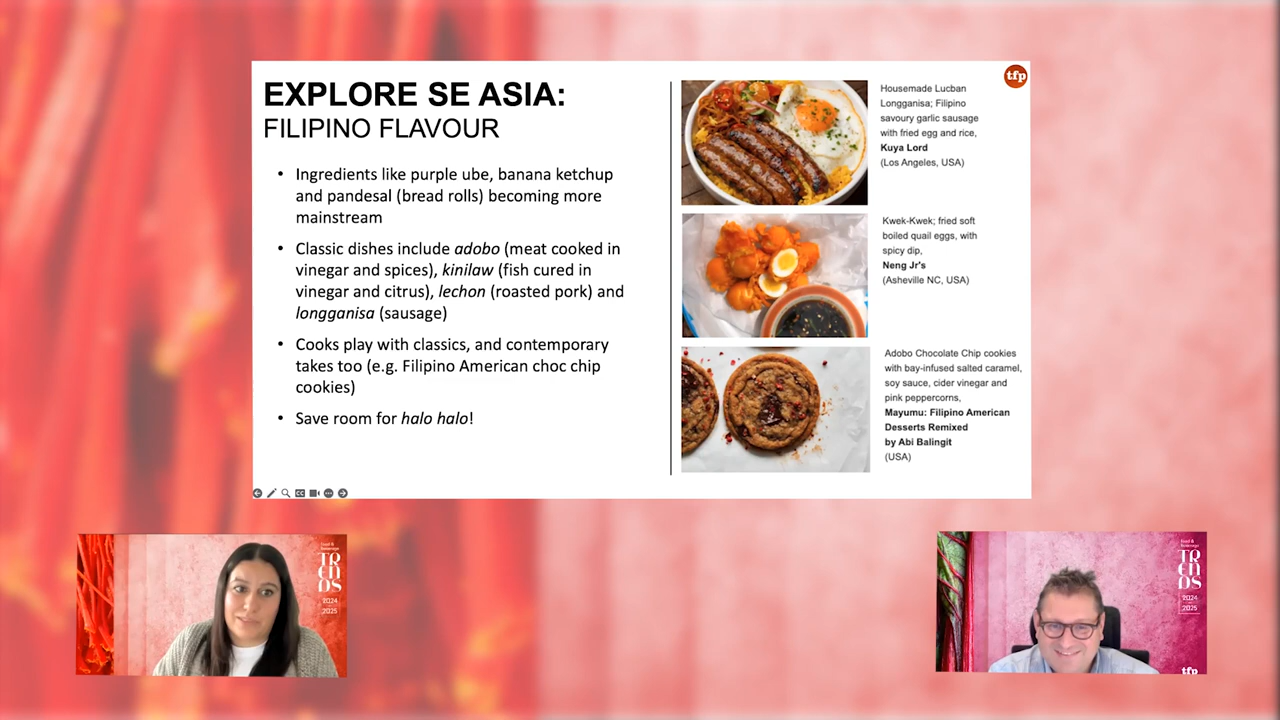 tfp
EXPLORE SE ASIA:
FILIPINO FLAVOUR
• Ingredients like purple ube, banana ketchup
and pandesal (bread rolls) becoming more
mainstream
• Classic dishes include adobo (meat cooked in
vinegar and spices), kinilaw (fish cured in
vinegar and citrus), lechon (roasted pork) and
longganisa (sausage)
• Cooks play with classics, and contemporary
takes too (e.g. Filipino American choc chip
cookies)
• Save room for halo halo!
Housemade Lucban
Longganisa; Filipino
savoury garlic sausage
with fried egg and rice,
Kuya Lord
(Los Angeles, USA)
Kwek-Kwek; fried soft
boiled quail eggs, with
spicy dip,
Neng Jr's
(Asheville NC, USA)
Adobo Chocolate Chip cookies
with bay-infused salted caramel,
soy sauce, cider vinegar and
pink peppercorns,
Mayumu: Filipino American
Desserts Remixed
by Abi Balingit
(USA)
CC
Food &
beverage
TR
EN
DS
2024
2025
Food &
beverage
TR
EN
DS
2024
2025
tfp